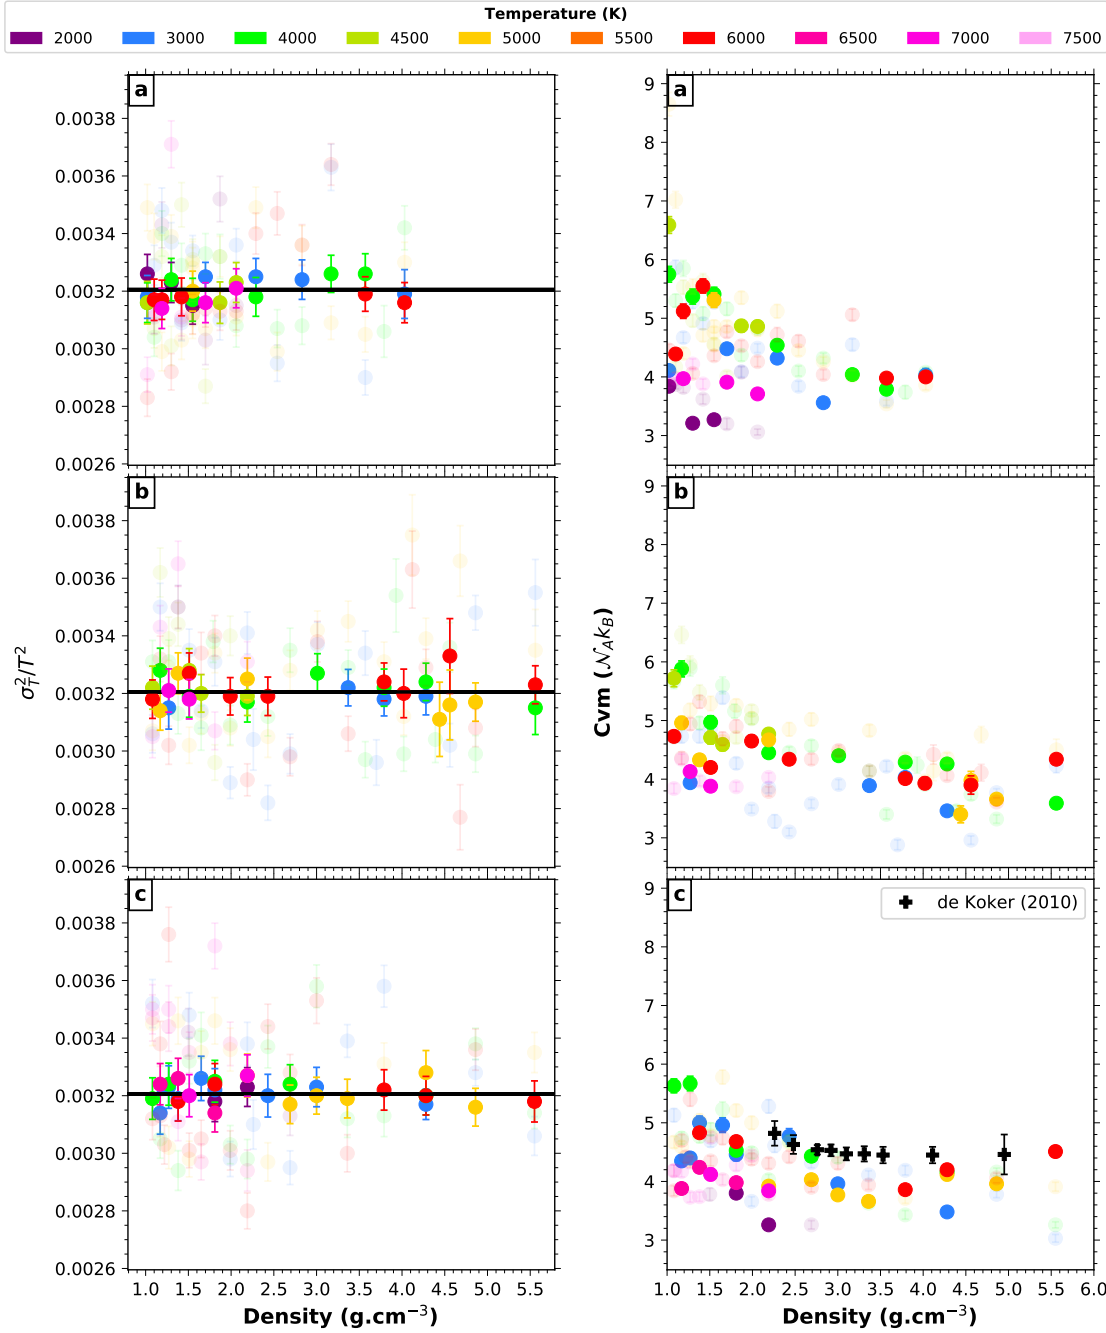 Temperature (K)
2000 3000 4000 4500 5000 5500 6000 6500 7000 7500
a
0.0038
0.0036
0.0034
0.0032
0.0030
0.0028
0.0026
a
9
8
7
6
5
4
3
b
0.0038
0.0036
0.0034
0.0032
0.0030
0.0028
0.0026
σ²_T/T²
b
9
8
7
6
5
4
3
Cvm (𝒩_A k_B)
c
0.0038
0.0036
0.0034
0.0032
0.0030
0.0028
0.0026
1.0 1.5 2.0 2.5 3.0 3.5 4.0 4.5 5.0 5.5
Density (g.cm⁻³)
c
de Koker (2010)
9
8
7
6
5
4
3
1.0 1.5 2.0 2.5 3.0 3.5 4.0 4.5 5.0 5.5 6.0
Density (g.cm⁻³)